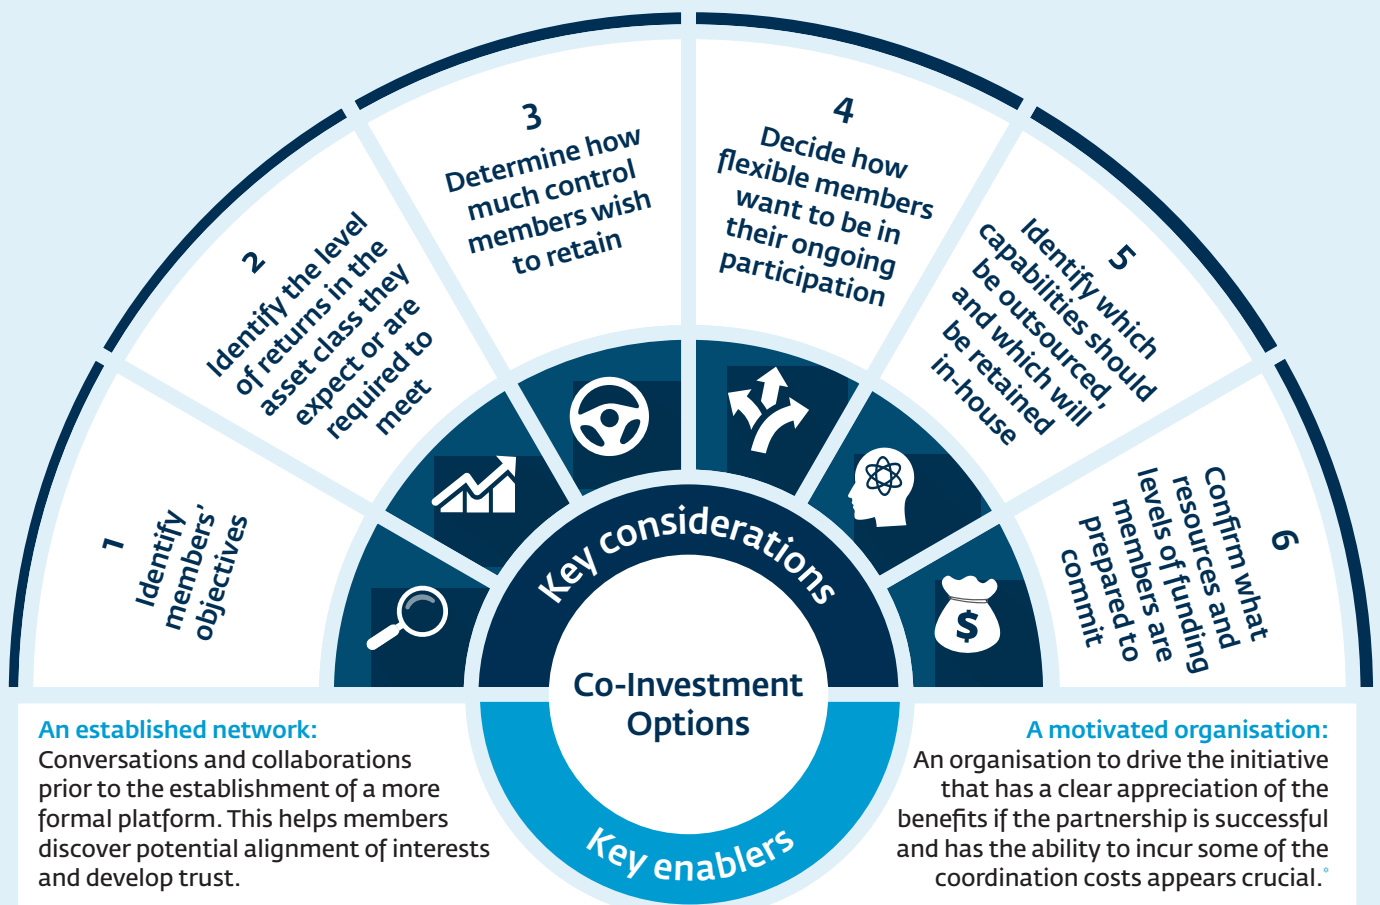 1
Identify
members'
objectives
2
Identify the level
of returns in the
asset class they
expect or are
required to
meet
3
Determine how
much control
members wish
to retain
4
Decide how
flexible members
want to be in
their ongoing
participation
5
Identify which
capabilities should
be outsourced,
and which will
be retained
in-house
6
Confirm what
resources and
levels of funding
members are
prepared to
commit
$
Key considerations
Co-Investment
Options
Key enablers
An established network:
Conversations and collaborations
prior to the establishment of a more
formal platform. This helps members
discover potential alignment of interests
and develop trust.
A motivated organisation:
An organisation to drive the initiative
that has a clear appreciation of the
benefits if the partnership is successful
and has the ability to incur some of the
coordination costs appears crucial.°